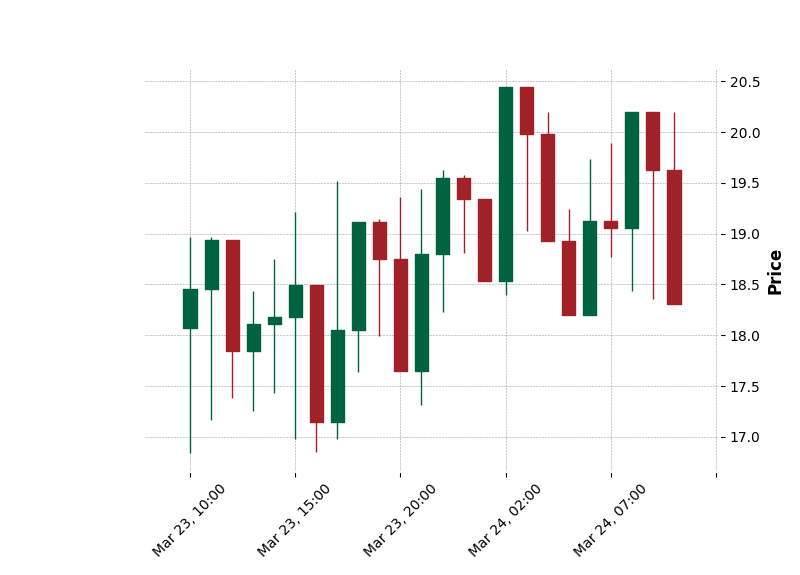 20.5
20.0
19.5
19.0
18.5
18.0
17.5
17.0
Price
Mar 23, 10:00
Mar 23, 15:00
Mar 23, 20:00
Mar 24, 02:00
Mar 24, 07:00